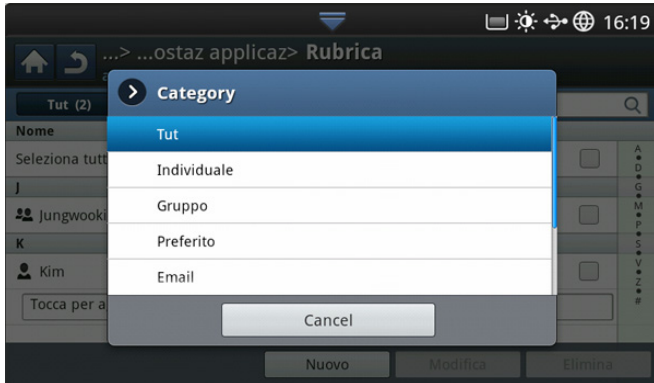 16:19
...> ...ostaz applicaz> Rubrica
Category
Tut (2)
Nome
Tut
Seleziona tutt
Individuale
J
Gruppo
Jungwooki
Preferito
K
Kim
Email
Tocca per a
Cancel
A
D
G
M
P
S
V
Z
#
Nuovo
Modifica
Elimina